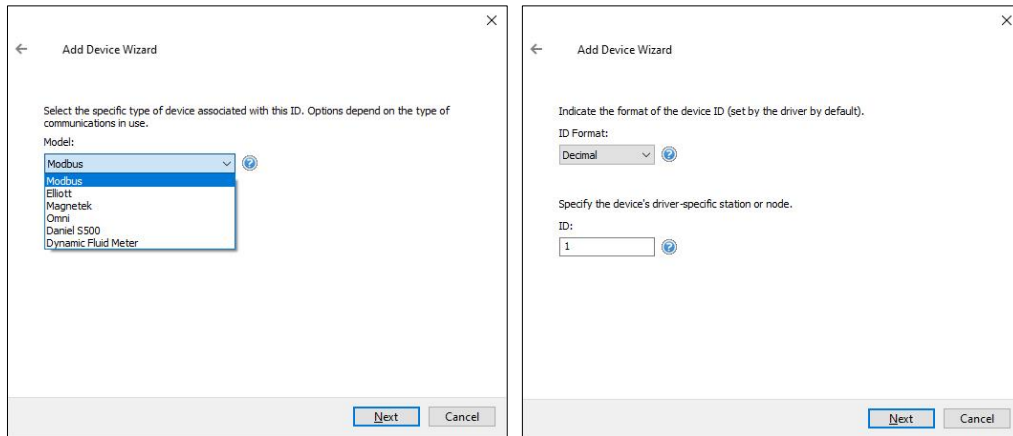 Add Device Wizard
Select the specific type of device associated with this ID. Options depend on the type of
communications in use.
Model:
Modbus
Modbus
Elliott
Magnetek
Omni
Daniel S500
Dynamic Fluid Meter
Next
Cancel
Add Device Wizard
Indicate the format of the device ID (set by the driver by default).
ID Format:
Decimal
Specify the device's driver-specific station or node.
ID:
1
Next
Cancel